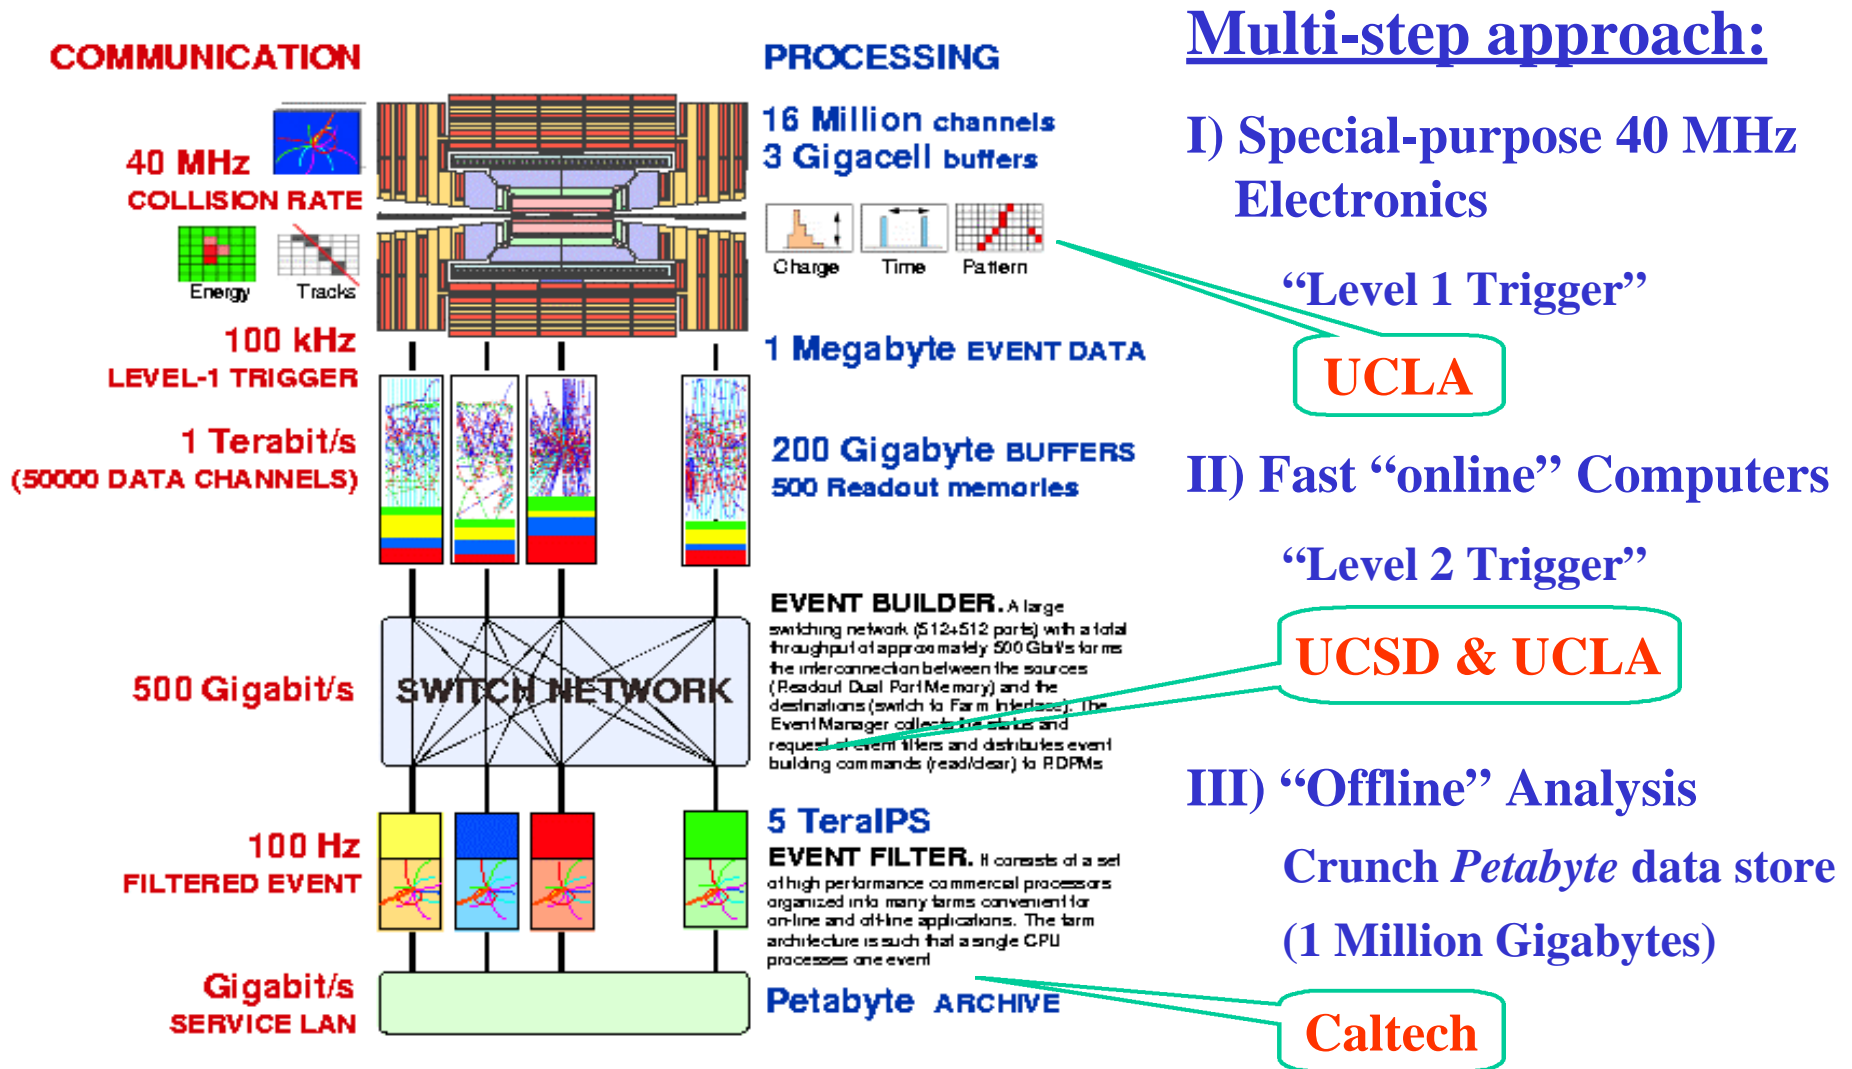 COMMUNICATION
40 MHz
COLLISION RATE
Energy
Tracks
100 kHz
LEVEL-1 TRIGGER
1 Terabit/s
(50000 DATA CHANNELS)
500 Gigabit/s
100 Hz
FILTERED EVENT
Gigabit/s
SERVICE LAN
SWITCH NETWORK
PROCESSING
16 Million channels
3 Gigacell buffers
Charge
Time
Pattern
1 Megabyte EVENT DATA
200 Gigabyte BUFFERS
500 Readout memories
EVENT BUILDER. A large
switching network (512+512 ports) with a total
throughput of approximately 500 Gbit/s forms
the interconnection between the sources
(Readout Dual Port Memory) and the
destinations (switch to Farm Interface). The
Event Manager collects the status and
request of event filters and distributes event
building commands (read/clear) to RDPMs
5 TeraIPS
EVENT FILTER. It consists of a set
of high performance commercial processors
organized into many farms convenient for
on-line and off-line applications. The farm
architecture is such that a single CPU
processes one event
Petabyte ARCHIVE
Multi-step approach:
I) Special-purpose 40 MHz
Electronics
“Level 1 Trigger”
UCLA
II) Fast “online” Computers
“Level 2 Trigger”
UCSD & UCLA
III) “Offline” Analysis
Crunch Petabyte data store
(1 Million Gigabytes)
Caltech